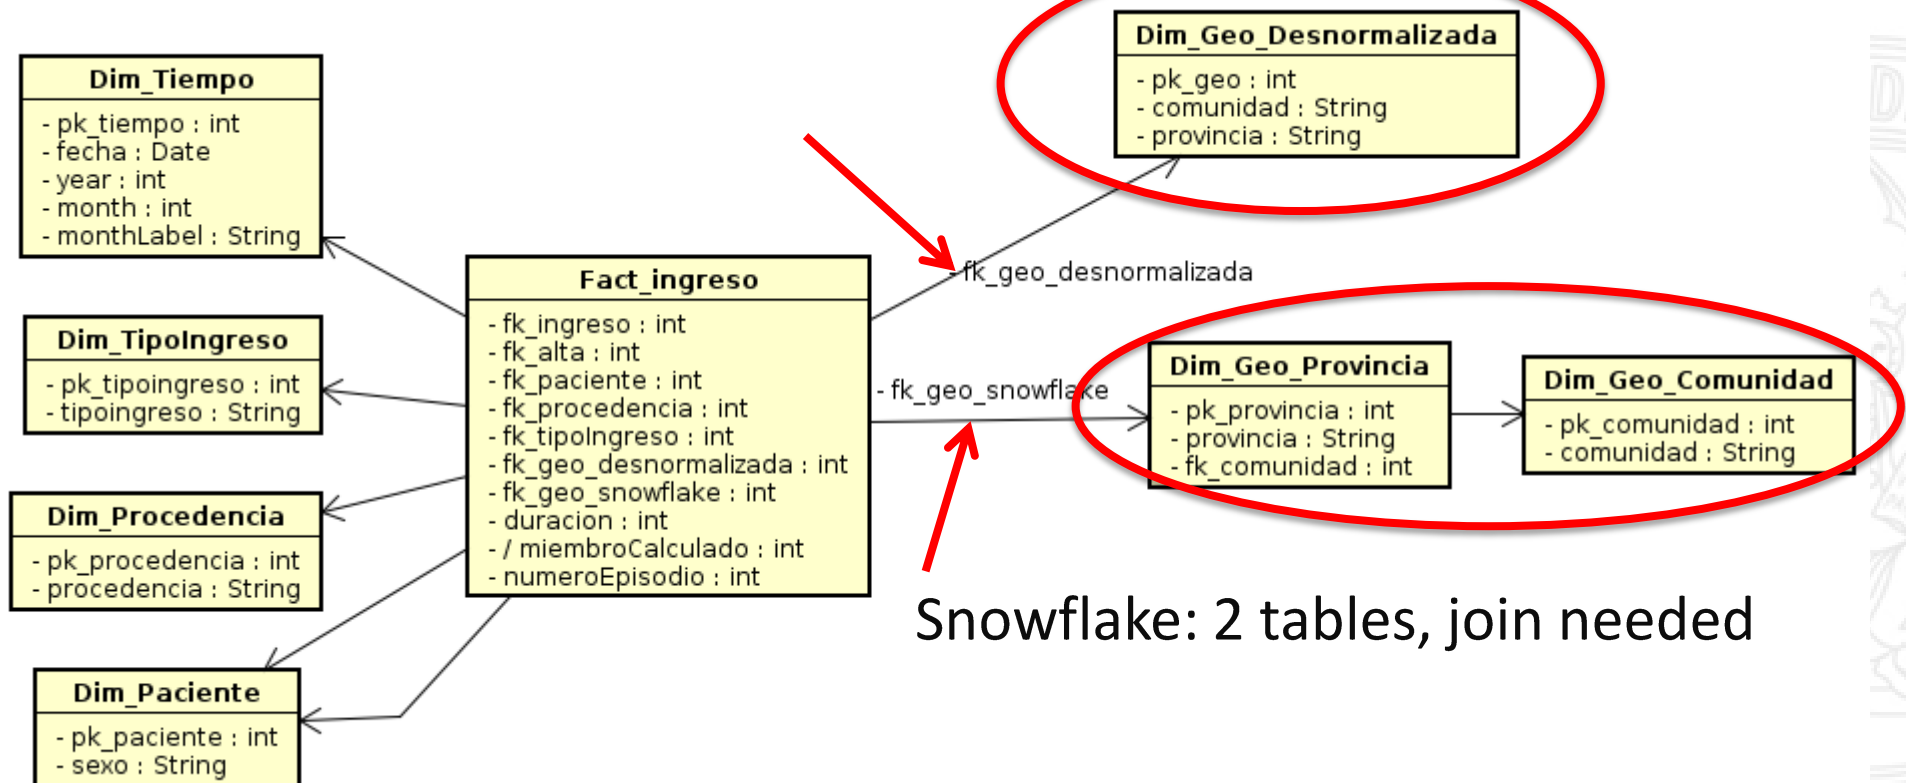 Dim_Tiempo
- pk_tiempo : int
- fecha : Date
- year : int
- month : int
- monthLabel : String
Dim_TipoIngreso
- pk_tipoingreso : int
- tipoingreso : String
Dim_Procedencia
- pk_procedencia : int
- procedencia : String
Dim_Paciente
- pk_paciente : int
- sexo : String
Fact_ingreso
- fk_ingreso : int
- fk_alta : int
- fk_paciente : int
- fk_procedencia : int
- fk_tipoIngreso : int
- fk_geo_desnormalizada : int
- fk_geo_snowflake : int
- duracion : int
- / miembroCalculado : int
- numeroEpisodio : int
Dim_Geo_Desnormalizada
- pk_geo : int
- comunidad : String
- provincia : String
- fk_geo_desnormalizada
- fk_geo_snowflake
Dim_Geo_Provincia
- pk_provincia : int
- provincia : String
- fk_comunidad : int
Dim_Geo_Comunidad
- pk_comunidad : int
- comunidad : String
Snowflake: 2 tables, join needed